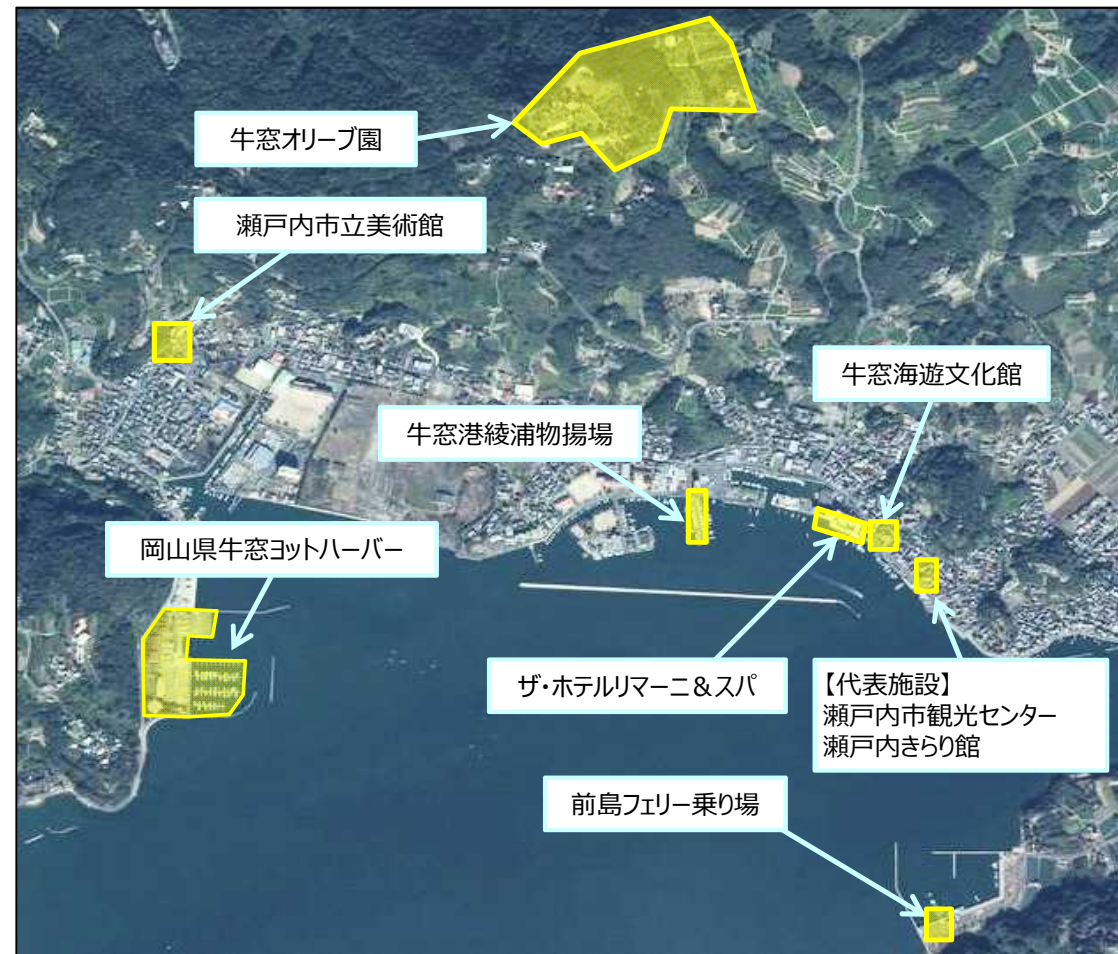 牛窓オリーブ園
瀬戸内市立美術館
牛窓海遊文化館
牛窓港綾浦物揚場
岡山県牛窓ヨットハーバー
ザ・ホテルリマーニ＆スパ
【代表施設】
瀬戸内市観光センター
瀬戸内きらり館
前島フェリー乗り場